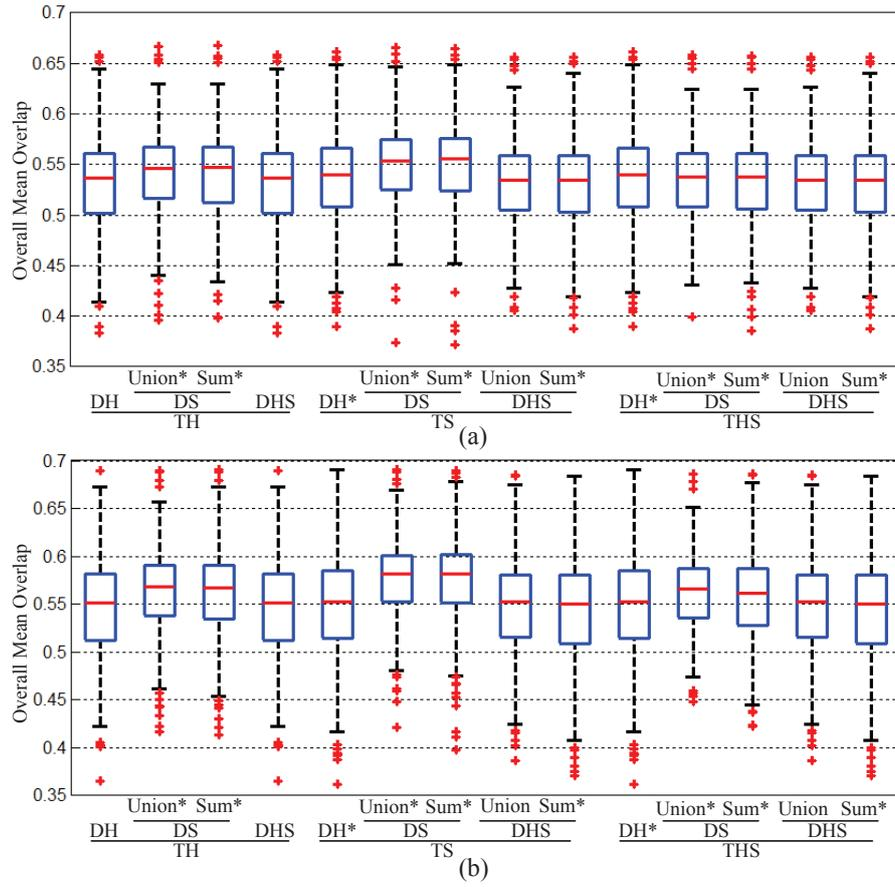 0.7
0.65
0.6
0.55
0.5
0.45
0.4
0.35
Overall Mean Overlap
Union* Sum* Union* Sum* Union Sum* Union* Sum* Union Sum*
DH DS DHS DH* DS DHS DH* DS DHS
TH TS THS
(a)
0.7
0.65
0.6
0.55
0.5
0.45
0.4
0.35
Overall Mean Overlap
Union* Sum* Union* Sum* Union Sum* Union* Sum* Union Sum*
DH DS DHS DH* DS DHS DH* DS DHS
TH TS THS
(b)